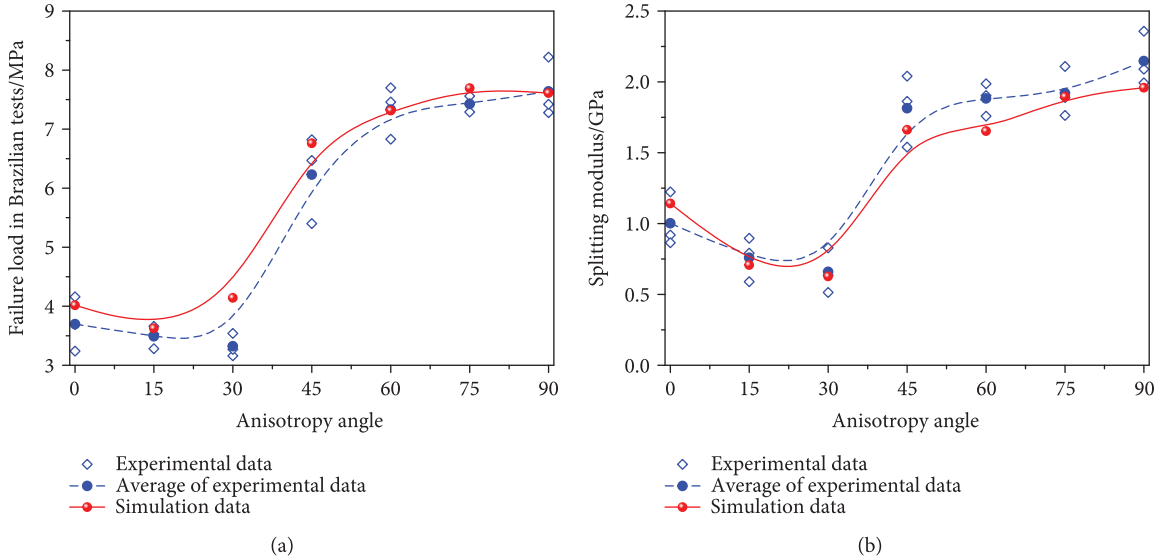 Failure load in Brazilian tests/MPa
9
8
7
6
5
4
3
0 15 30 45 60 75 90
Anisotropy angle
Experimental data
Average of experimental data
Simulation data
(a)
Splitting modulus/GPa
2.5
2.0
1.5
1.0
0.5
0.0
0 15 30 45 60 75 90
Anisotropy angle
Experimental data
Average of experimental data
Simulation data
(b)